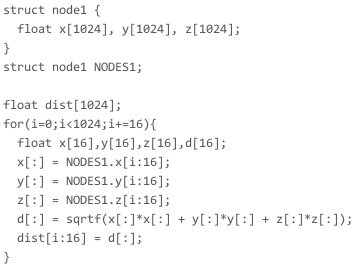 struct node1 {
  float x[1024], y[1024], z[1024];
}
struct node1 NODES1;

float dist[1024];
for(i=0;i<1024;i+=16){
  float x[16],y[16],z[16],d[16];
  x[:] = NODES1.x[i:16];
  y[:] = NODES1.y[i:16];
  z[:] = NODES1.z[i:16];
  d[:] = sqrtf(x[:]*x[:] + y[:]*y[:] + z[:]*z[:]);
  dist[i:16] = d[:];
}